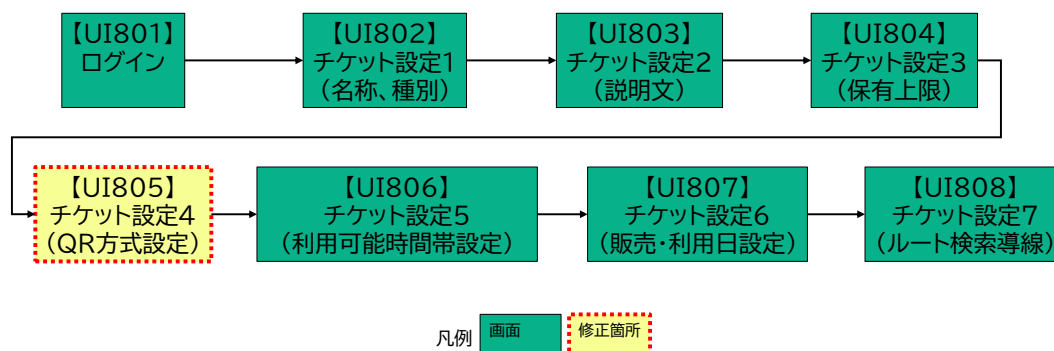 【UI801】
ログイン
【UI802】
チケット設定1
（名称、種別）
【UI803】
チケット設定2
（説明文）
【UI804】
チケット設定3
（保有上限）
【UI805】
チケット設定4
（QR方式設定）
【UI806】
チケット設定5
（利用可能時間帯設定）
【UI807】
チケット設定6
（販売・利用日設定）
【UI808】
チケット設定7
（ルート検索導線）
凡例
画面
修正箇所